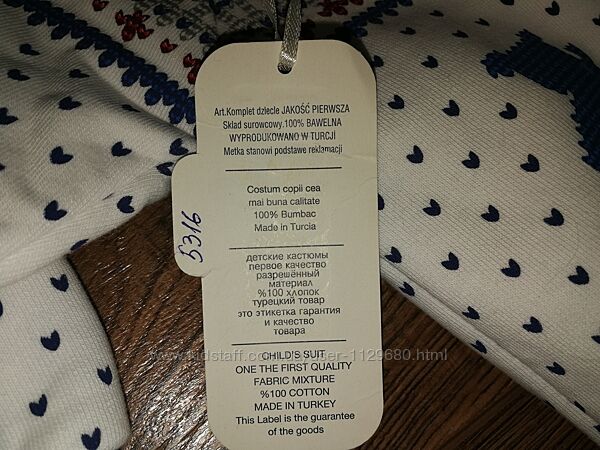 Art.Komplet dziecle JAKOŚĆ PIERWSZA
Skład surowcowy.100% BAWELNA
WYPRODUKOWANO W TURCJI
Metka stanowi podstawe reklamacji
Costum copii cea
mai buna calitate
100% Bumbac
Made in Turcia
5316
детские кастюмы
первое качество
разрешённый
материал
%100 хлопок
турецкий товар
это этикетка гарантия
и качество
товара
CHILD'S SUIT
ONE THE FIRST QUALITY
FABRIC MIXTURE
%100 COTTON
MADE IN TURKEY
This Label is the guarantee
of the goods